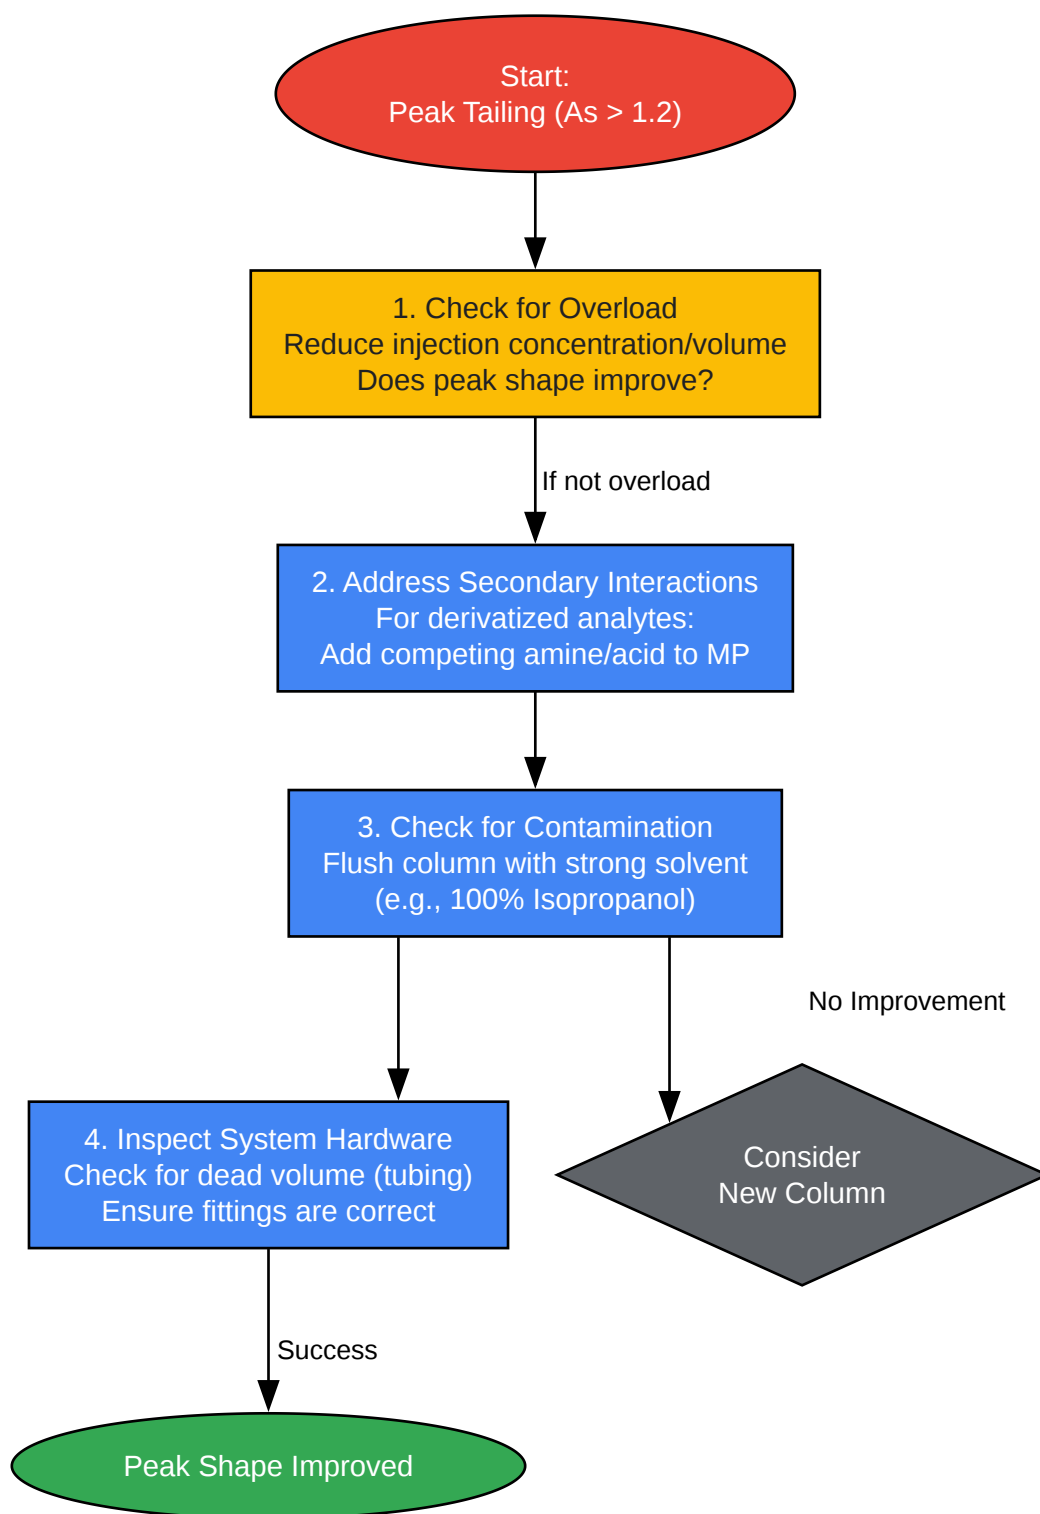 Start:
Peak Tailing (As > 1.2)
1. Check for Overload
Reduce injection concentration/volume
Does peak shape improve?
If not overload
2. Address Secondary Interactions
For derivatized analytes:
Add competing amine/acid to MP
3. Check for Contamination
Flush column with strong solvent
(e.g., 100% Isopropanol)
No Improvement
4. Inspect System Hardware
Check for dead volume (tubing)
Ensure fittings are correct
Consider
New Column
Success
Peak Shape Improved